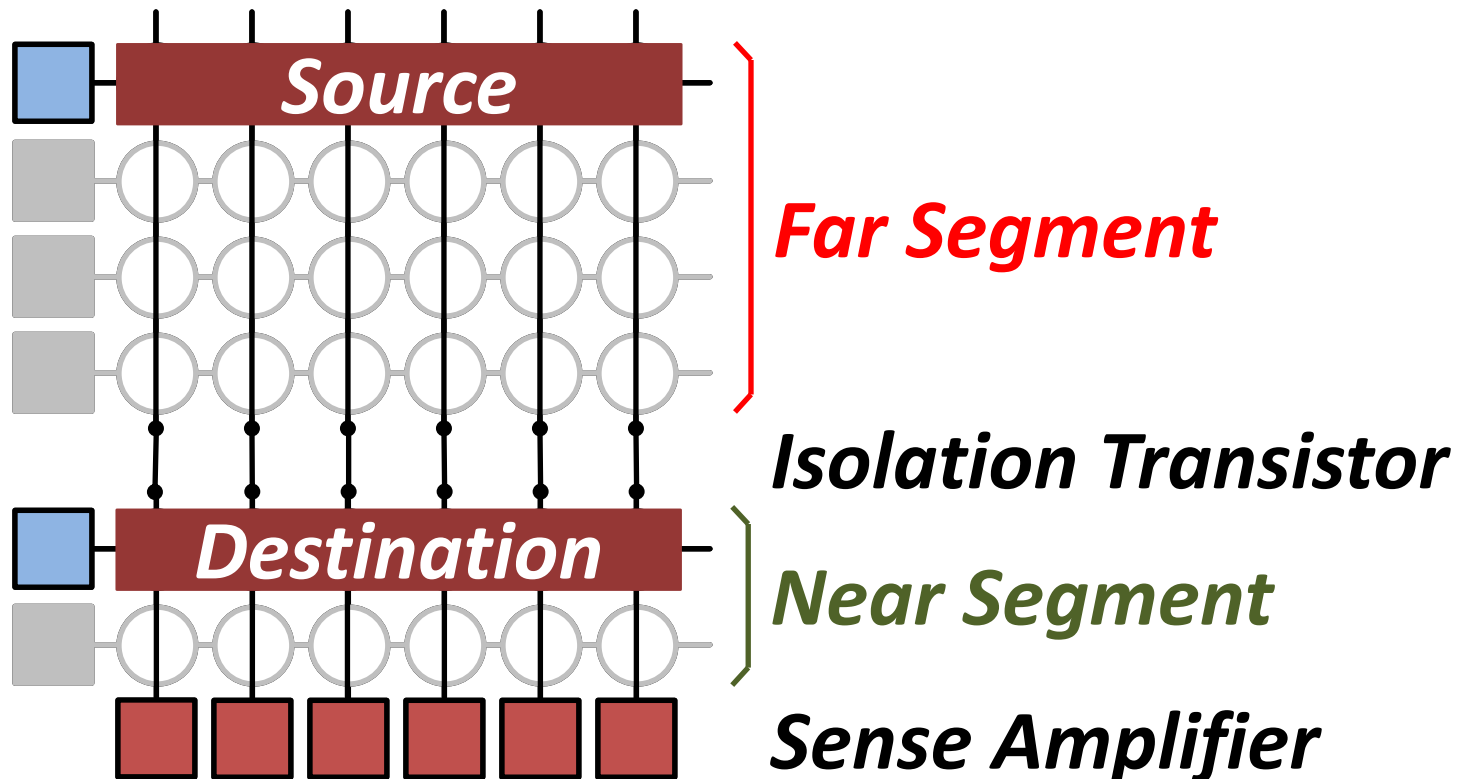 Source
Far Segment
Isolation Transistor
Destination
Near Segment
Sense Amplifier